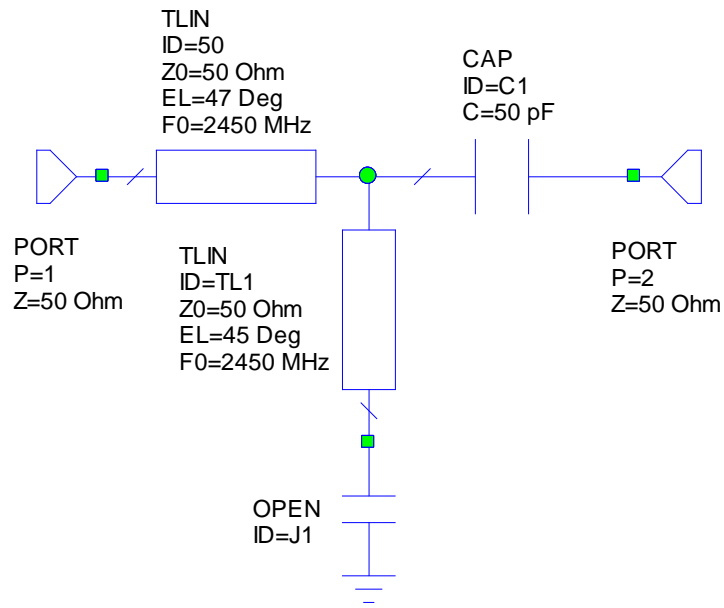 TLIN
ID=50
Z0=50 Ohm
EL=47 Deg
F0=2450 MHz
CAP
ID=C1
C=50 pF
PORT
P=1
Z=50 Ohm
TLIN
ID=TL1
Z0=50 Ohm
EL=45 Deg
F0=2450 MHz
PORT
P=2
Z=50 Ohm
OPEN
ID=J1